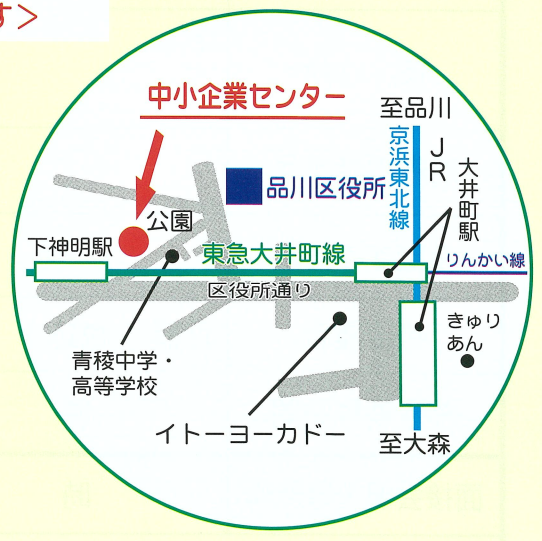 す＞
中小企業センター
至品川
京浜東北線
JR
大井町駅
品川区役所
公園
下神明駅
東急大井町線
りんかい線
区役所通り
きゅり
あん
青稜中学・
高等学校
イトーヨーカドー
至大森